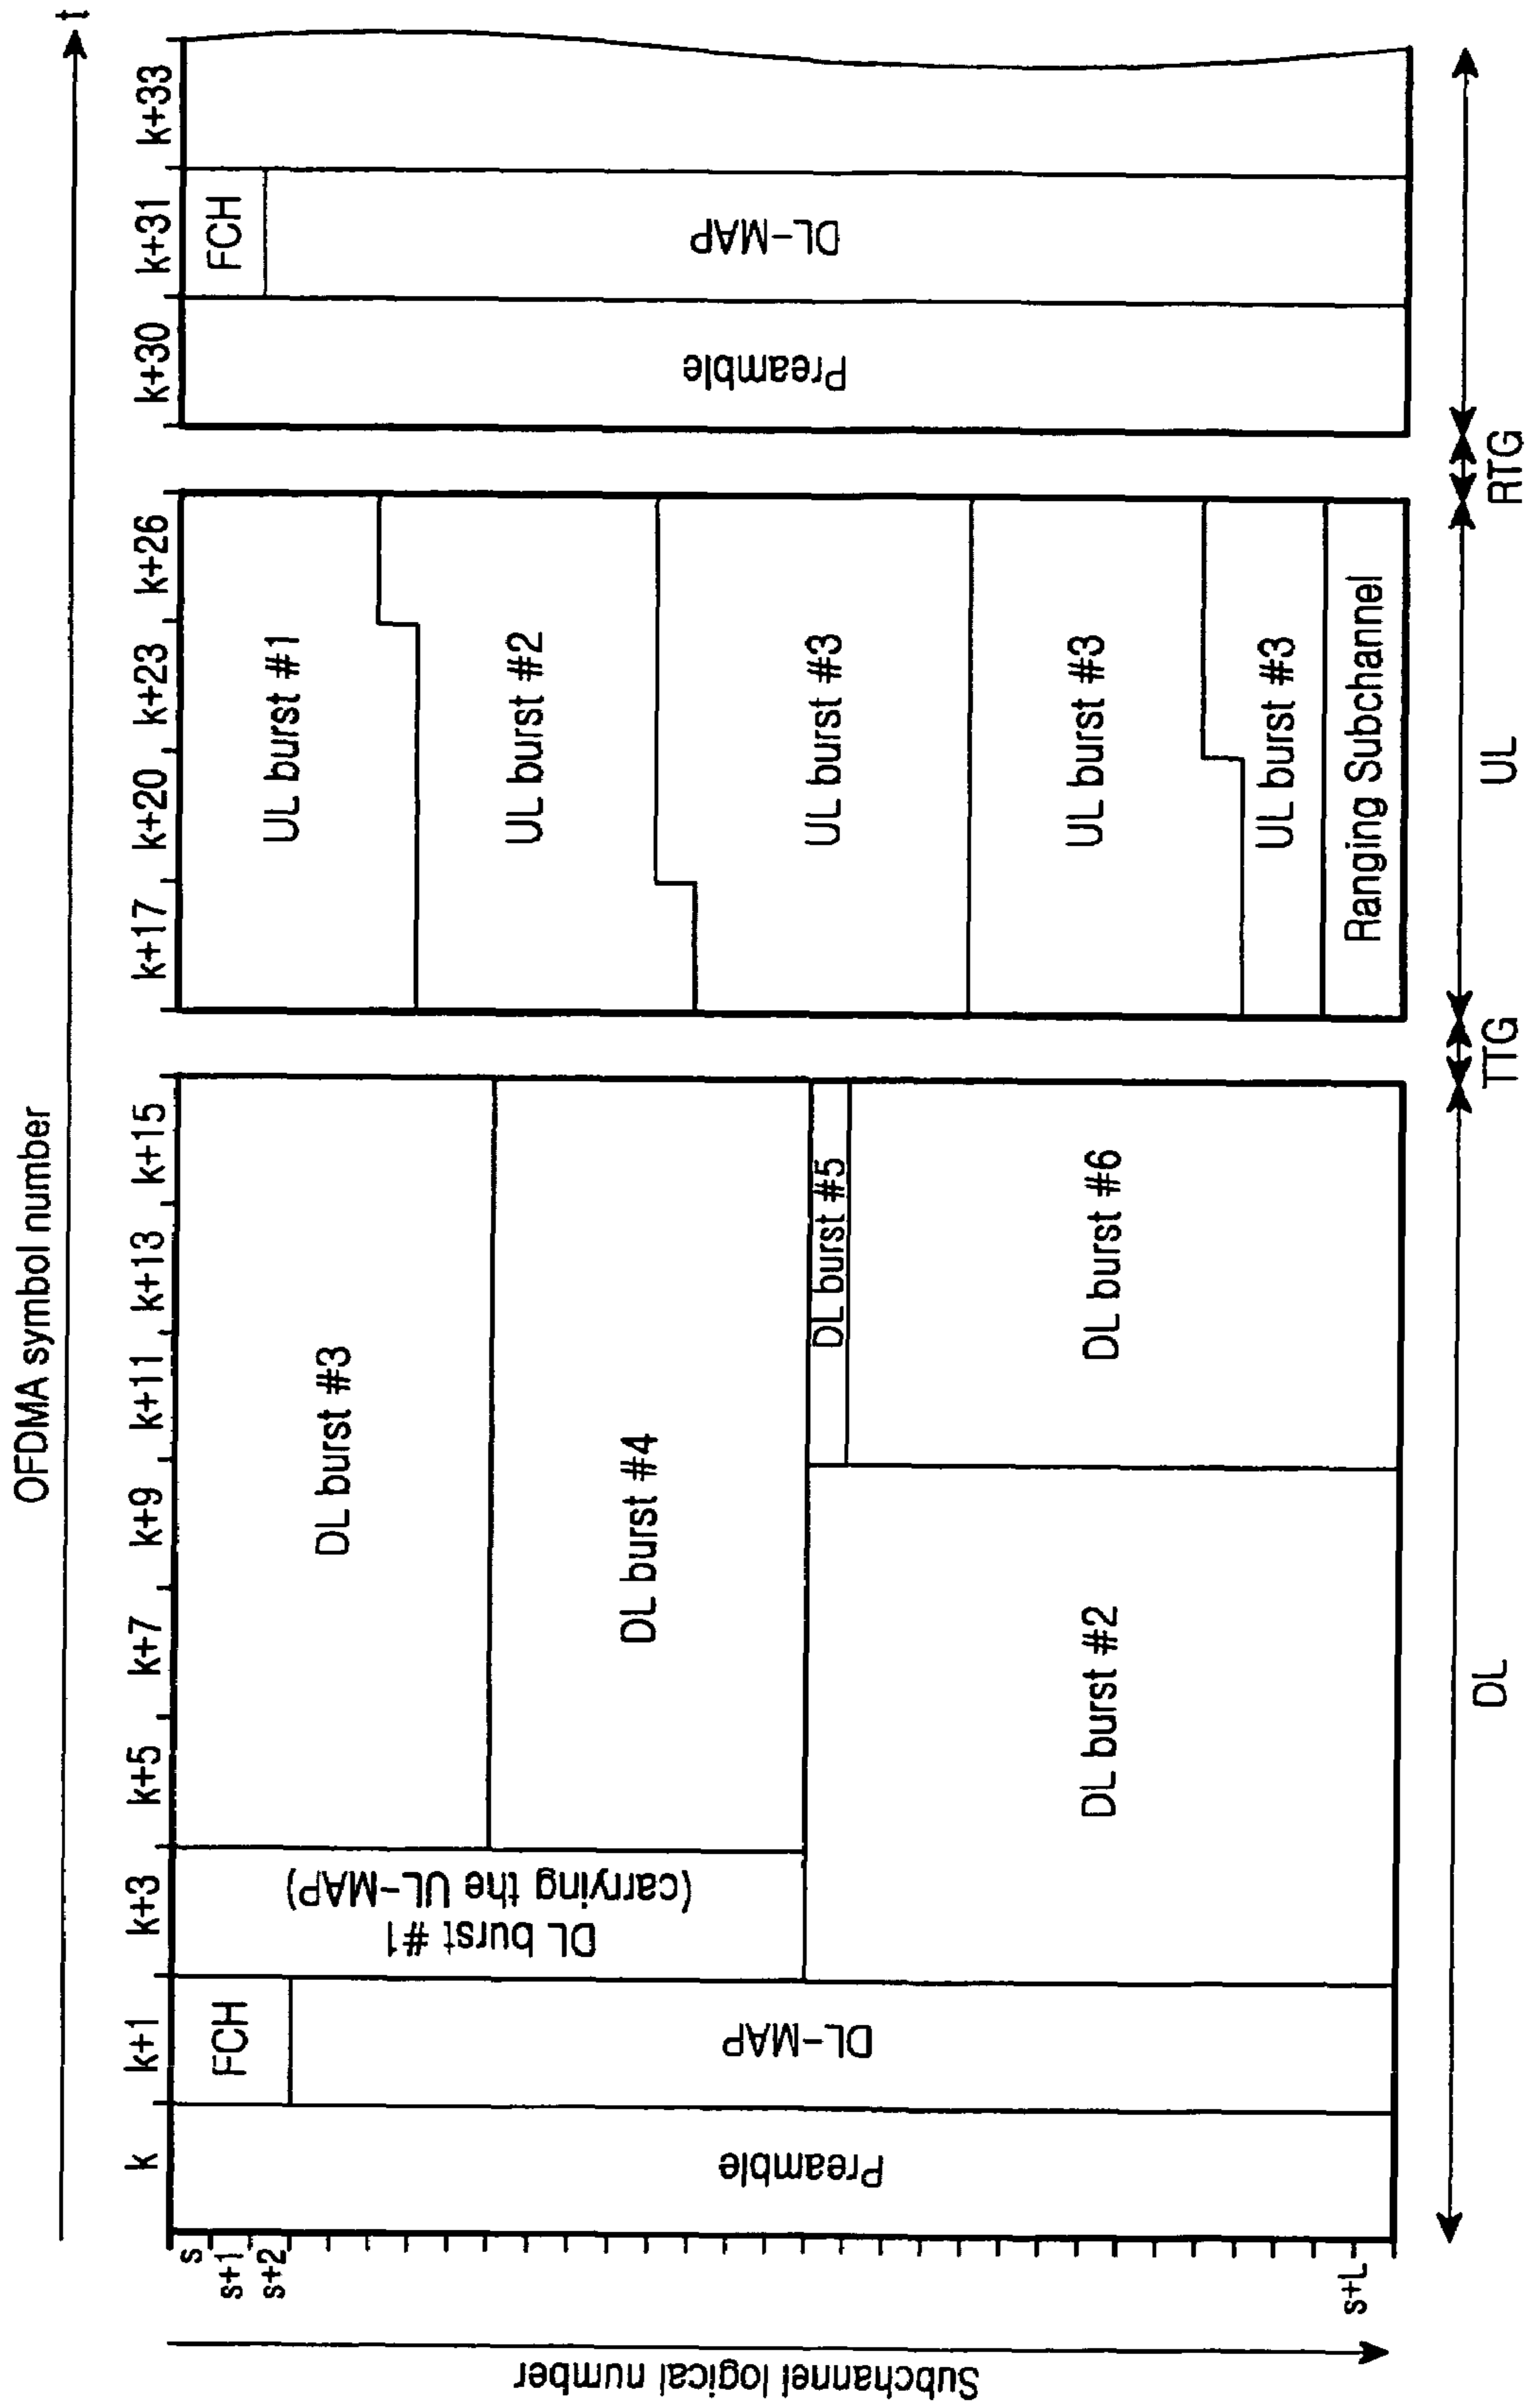 OFDMA symbol number
t
k
k+1
k+3
k+5
k+7
k+9
k+11
k+13
k+15
k+17
k+20
k+23
k+26
k+30
k+31
k+33
Subchannel logical number
s
s+1
s+2
s+L
Preamble
FCH
DL-MAP
DL burst #1
(carrying the UL-MAP)
DL burst #3
DL burst #4
DL burst #2
DL burst #5
DL burst #6
UL burst #1
UL burst #2
UL burst #3
UL burst #3
UL burst #3
Ranging Subchannel
Preamble
FCH
DL-MAP
DL
TTG
UL
RTG